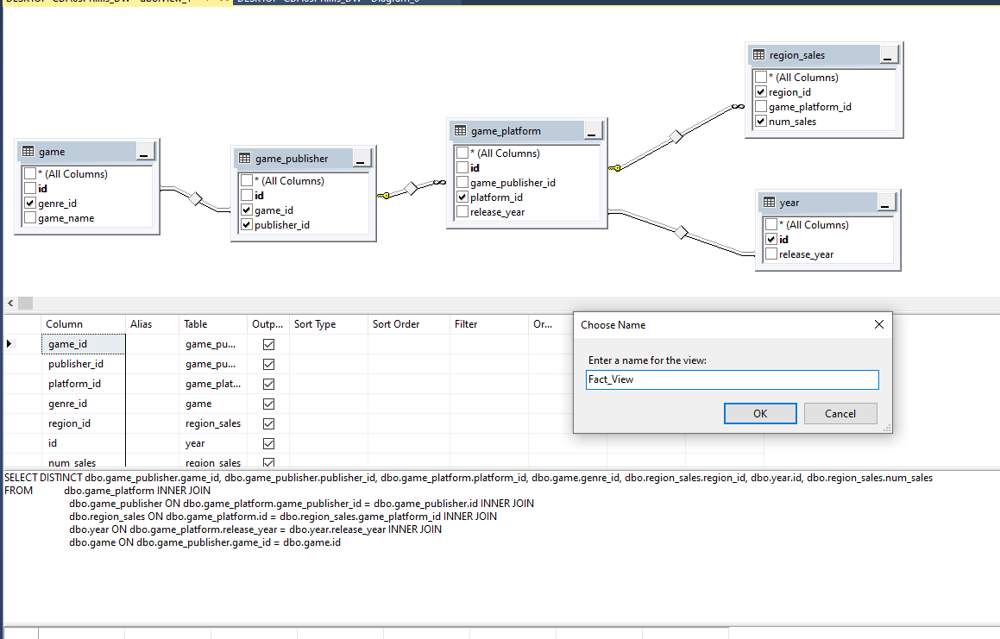 region_sales
* (All Columns)
region_id
game_platform_id
num_sales
game_platform
* (All Columns)
id
game_publisher_id
platform_id
release_year
game
* (All Columns)
id
genre_id
game_name
game_publisher
* (All Columns)
id
game_id
publisher_id
year
* (All Columns)
id
release_year
Column Alias Table Outp... Sort Type Sort Order Filter Or...
game_id game_pu...
publisher_id game_pu...
platform_id game_plat...
genre_id game
region_id region_sales
id year
num_sales region_sales
Choose Name
Enter a name for the view:
Fact_View
OK Cancel
SELECT DISTINCT dbo.game_publisher.game_id, dbo.game_publisher.publisher_id, dbo.game_platform.platform_id, dbo.game.genre_id, dbo.region_sales.region_id, dbo.year.id, dbo.region_sales.num_sales
FROM dbo.game_platform INNER JOIN
dbo.game_publisher ON dbo.game_platform.game_publisher_id = dbo.game_publisher.id INNER JOIN
dbo.region_sales ON dbo.game_platform.id = dbo.region_sales.game_platform_id INNER JOIN
dbo.year ON dbo.game_platform.release_year = dbo.year.release_year INNER JOIN
dbo.game ON dbo.game_publisher.game_id = dbo.game.id